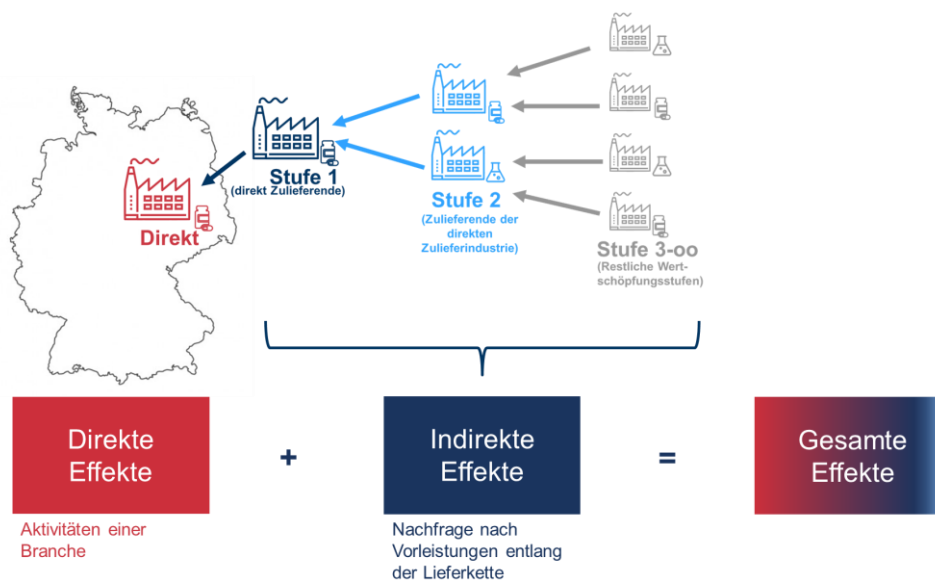 Direkt
Stufe 1
(direkt Zulieferende)
Stufe 2
(Zulieferende der
direkten
Zulieferindustrie)
Stufe 3-oo
(Restliche Wert-
schöpfungsstufen)
Direkte
Effekte
+
Indirekte
Effekte
=
Gesamte
Effekte
Aktivitäten einer
Branche
Nachfrage nach
Vorleistungen entlang
der Lieferkette